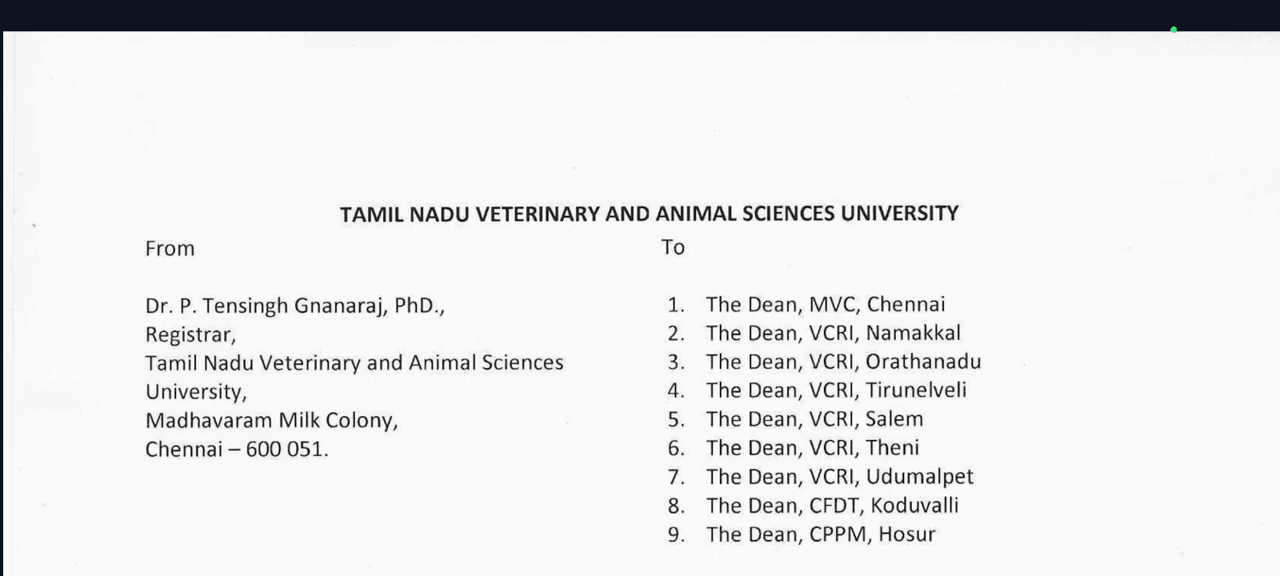 TAMIL NADU VETERINARY AND ANIMAL SCIENCES UNIVERSITY
From
To
Dr. P. Tensingh Gnanaraj, PhD.,
Registrar,
Tamil Nadu Veterinary and Animal Sciences
University,
Madhavaram Milk Colony,
Chennai – 600 051.
1. The Dean, MVC, Chennai
2. The Dean, VCRI, Namakkal
3. The Dean, VCRI, Orathanadu
4. The Dean, VCRI, Tirunelveli
5. The Dean, VCRI, Salem
6. The Dean, VCRI, Theni
7. The Dean, VCRI, Udumalpet
8. The Dean, CFDT, Koduvalli
9. The Dean, CPPM, Hosur